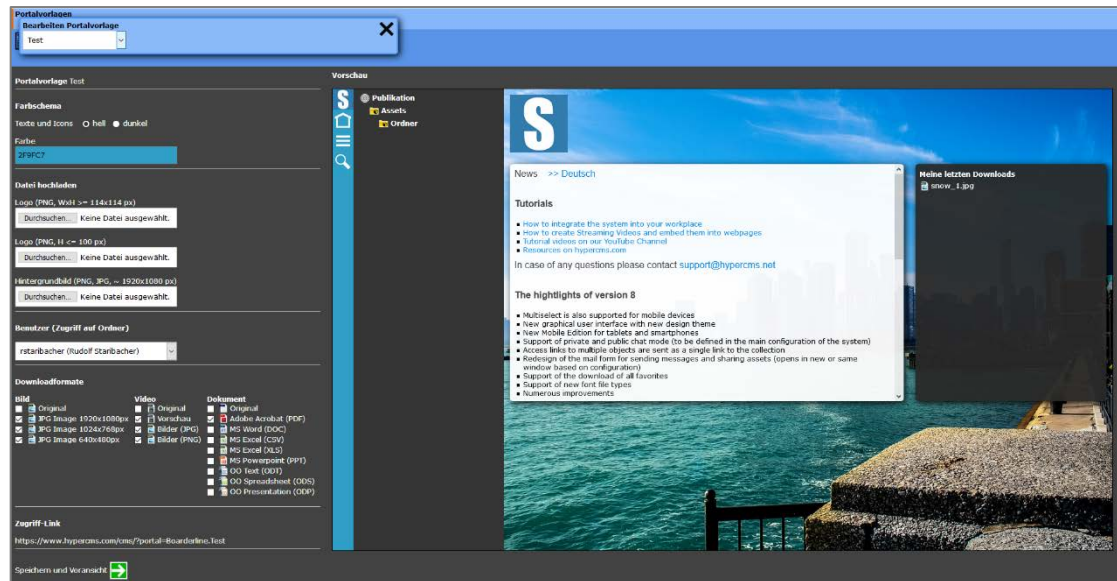 Portalvorlagen
Bearbeiten Portalvorlage
Test
Portalvorlage Test
Farbschema
Texte und Icons hell dunkel
Farbe
2F9FC7
Datei hochladen
Logo (PNG, WxH >= 114x114 px)
Durchsuchen... Keine Datei ausgewählt.
Logo (PNG, H <= 100 px)
Durchsuchen... Keine Datei ausgewählt.
Hintergrundbild (PNG, JPG, ~ 1920x1080 px)
Durchsuchen... Keine Datei ausgewählt.
Benutzer (Zugriff auf Ordner)
rstaribacher (Rudolf Staribacher)
Downloadformate
Bild Video Dokument
Original Original Original
JPG Image 1920x1080px Vorschau Adobe Acrobat (PDF)
JPG Image 1024x768px Bilder (JPG) MS Word (DOC)
JPG Image 640x480px Bilder (PNG) MS Excel (CSV)
MS Excel (XLS)
MS Powerpoint (PPT)
OO Text (ODT)
OO Spreadsheet (ODS)
OO Presentation (ODP)
Zugriff-Link
https://www.hypercms.com/cms/?portal=Boarderline.Test
Speichern und Voransicht
Vorschau
S
Publikation
Assets
Ordner
S
News >> Deutsch
Tutorials
How to integrate the system into your workplace
How to create Streaming Videos and embed them into webpages
Tutorial videos on our YouTube Channel
Resources on hypercms.com
In case of any questions please contact support@hypercms.net
The hightlights of version 8
Multiselect is also supported for mobile devices
New graphical user interface with new design theme
New Mobile Edition for tablets and smartphones
Support of private and public chat mode (to be defined in the main configuration of the system)
Access links to multiple objects are sent as a single link to the collection
Redesign of the mail form for sending messages and sharing assets (opens in new or same
window based on configuration)
Support of the download of all favorites
Support of new font file types
Numerous improvements
Meine letzten Downloads
snow_1.jpg